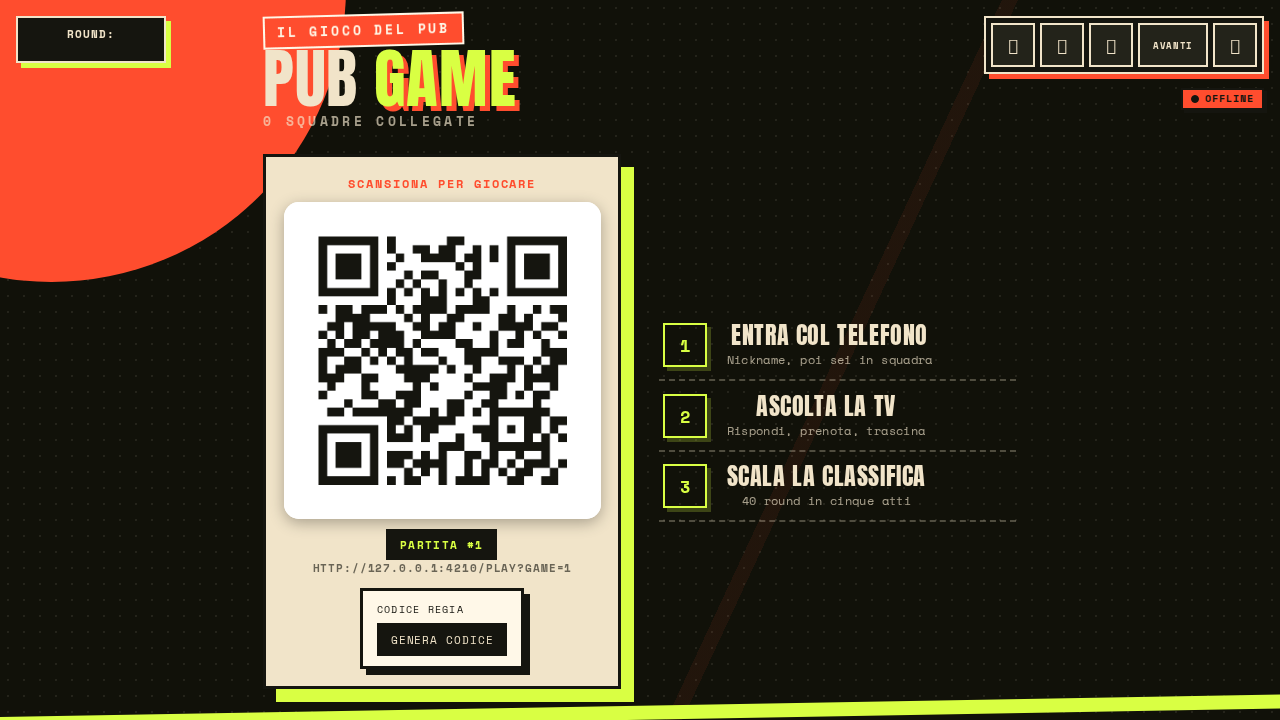 ROUND:
IL GIOCO DEL PUB
PUB GAME
0 SQUADRE COLLEGATE
AVANTI
OFFLINE
SCANSIONA PER GIOCARE
PARTITA #1
HTTP://127.0.0.1:4210/PLAY?GAME=1
CODICE REGIA
GENERA CODICE
1
ENTRA COL TELEFONO
Nickname, poi sei in squadra
2
ASCOLTA LA TV
Rispondi, prenota, trascina
3
SCALA LA CLASSIFICA
40 round in cinque atti